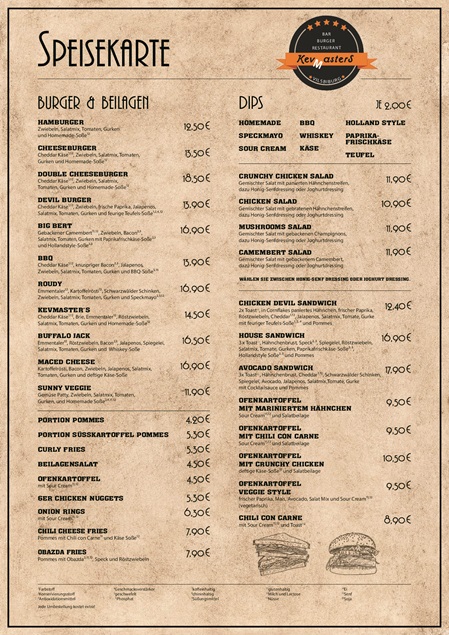 Speisekarte
BAR
BURGER
RESTAURANT
KevMasterS
VILSBIBURG
Burger & Beilagen
HAMBURGER 12,50€
Zwiebeln, Salatmix, Tomaten, Gurken
und Homemade-Soße
CHEESEBURGER 13,50€
Cheddar Käse, Zwiebeln, Salatmix, Tomaten,
Tomaten, Gurken und Homemade-Soße
DOUBLE CHEESEBURGER 18,50€
Cheddar Käse, Zwiebeln, Salatmix,
Tomaten, Gurken und Homemade-Soße
DEVIL BURGER 13,90€
Cheddar Käse, Zwiebeln, frische Paprika, Jalapenos,
Salatmix, Tomaten, Gurken und feurige Teufels-Soße
BIG BERT 16,90€
Gebackener Camembert, Zwiebeln, Bacon,
Salatmix, Tomaten, Gurken mit Paprikafrischkäse-Soße
und Hollandstyle-Soße
BBQ 13,90€
Cheddar Käse, knuspriger Bacon, Jalapenos,
Zwiebeln, Salatmix, Tomaten, Gurken und BBQ-Soße
ROUDY 16,90€
Emmentaler, Kartoffelrösti, Schwarzwälder Schinken,
Zwiebeln, Salatmix, Tomaten, Gurken und Speckmayo
KEVMASTER'S 14,50€
Cheddar Käse, Brie, Emmentaler, Röstzwiebeln,
Salatmix, Tomaten, Gurken und Homemade-Soße
BUFFALO JACK 16,50€
Emmentaler, Röstzwiebeln, Bacon, Jalapenos, Spiegelei,
Salatmix, Tomaten, Gurken und Whiskey-Soße
MACED CHEESE 16,90€
Kartoffelrösti, Bacon, Zwiebeln, Jalapenos, Salatmix,
Tomaten, Gurken und deftige Käse-Soße
SUNNY VEGGIE 11,90€
Gemüse Patty, Zwiebeln, Salatmix, Tomaten,
Gurken, und Homemade-Soße
PORTION POMMES 4,20€
PORTION SÜSSKARTOFFEL POMMES 5,30€
CURLY FRIES 5,30€
BEILAGENSALAT 4,50€
OFENKARTOFFEL 4,50€
mit Sour Cream
6ER CHICKEN NUGGETS 5,30€
ONION RINGS 6,30€
mit Sour Cream
CHILI CHEESE FRIES 7,90€
Pommes mit Chili con Carne und Käse Soße
OBAZDA FRIES 7,90€
Pommes mit Obazda, Speck und Röstzwiebeln
Dips Je 2,00€
HOMEMADE BBQ HOLLAND STYLE
SPECKMAYO WHISKEY PAPRIKA-
FRISCHKÄSE
SOUR CREAM KÄSE
TEUFEL
CRUNCHY CHICKEN SALAD 11,90€
Gemischter Salat mit panierten Hähnchenstreifen,
dazu Honig-Senfdressing oder Joghurtdressing
CHICKEN SALAD 10,90€
Gemischter Salat mit gebratenen Hähnchenstreifen,
dazu Honig-Senfdressing oder Joghurtdressing
MUSHROOMS SALAD 11,90€
Gemischter Salat mit gebackenen Champignons,
dazu Honig-Senfdressing oder Joghurtdressing
CAMEMBERT SALAD 11,90€
Gemischter Salat mit gebackenem Camembert,
dazu Honig-Senfdressing oder Joghurtdressing
WÄHLEN SIE ZWISCHEN HONIG-SENF DRESSING ODER JOGHURT DRESSING.
CHICKEN DEVIL SANDWICH 12,40€
2x Toast, in Cornflakes paniertes Hähnchen, frischer Paprika,
Röstzwiebeln, Cheddar, Jalapenos, Salatmix, Tomate, Gurke
mit feuriger Teufels-Soße und Pommes
HOUSE SANDWICH 16,90€
3x Toast, Hähnchenbrust, Speck, Spiegelei, Röstzwiebeln,
Salatmix, Tomate, Gurke, Paprikafrischkäse-Soße,
Hollandstyle Soße und Pommes
AVOCADO SANDWICH 17,90€
3x Toast, Hähnchenbrust, Cheddar, Schwarzwälder Schinken,
Spiegelei, Avocado, Jalapenos, Salatmix, Tomate, Gurke
mit Cocktailsauce und Pommes
OFENKARTOFFEL
MIT MARINIERTEM HÄHNCHEN 9,50€
Sour Cream und Salatbeilage
OFENKARTOFFEL
MIT CHILI CON CARNE 9,50€
Sour Cream und Salatbeilage
OFENKARTOFFEL
MIT CRUNCHY CHICKEN 10,50€
deftige Käse-Soße und Salatbeilage
OFENKARTOFFEL
VEGGIE STYLE 9,50€
frischer Paprika, Mais, Avocado, Salat Mix und Sour Cream
(vegetarisch)
CHILI CON CARNE 8,90€
mit Sour Cream und Toast